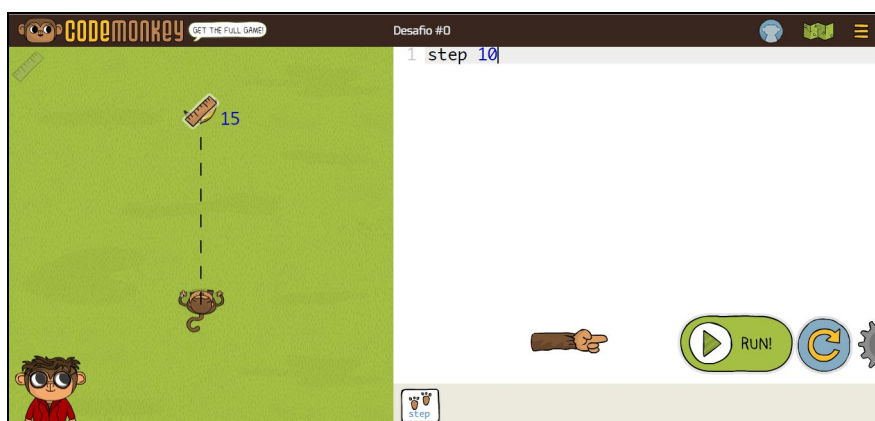 CODEMONKEY GET THE FULL GAME!
Desafio #0
1 step 10
15
RUN!
step